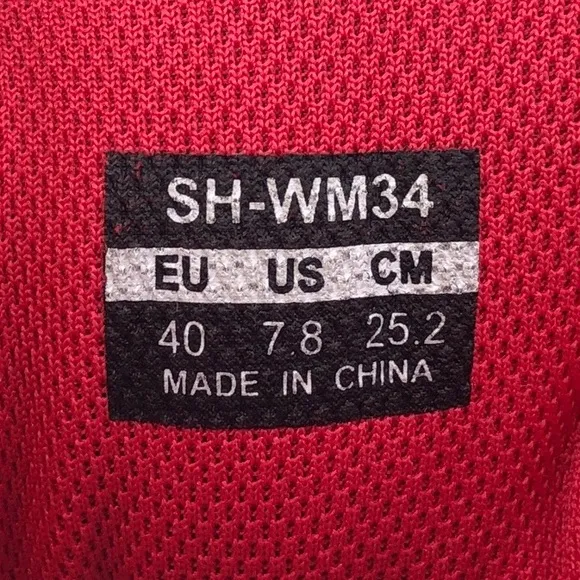 SH-WM34
EU US CM
40 7.8 25.2
MADE IN CHINA